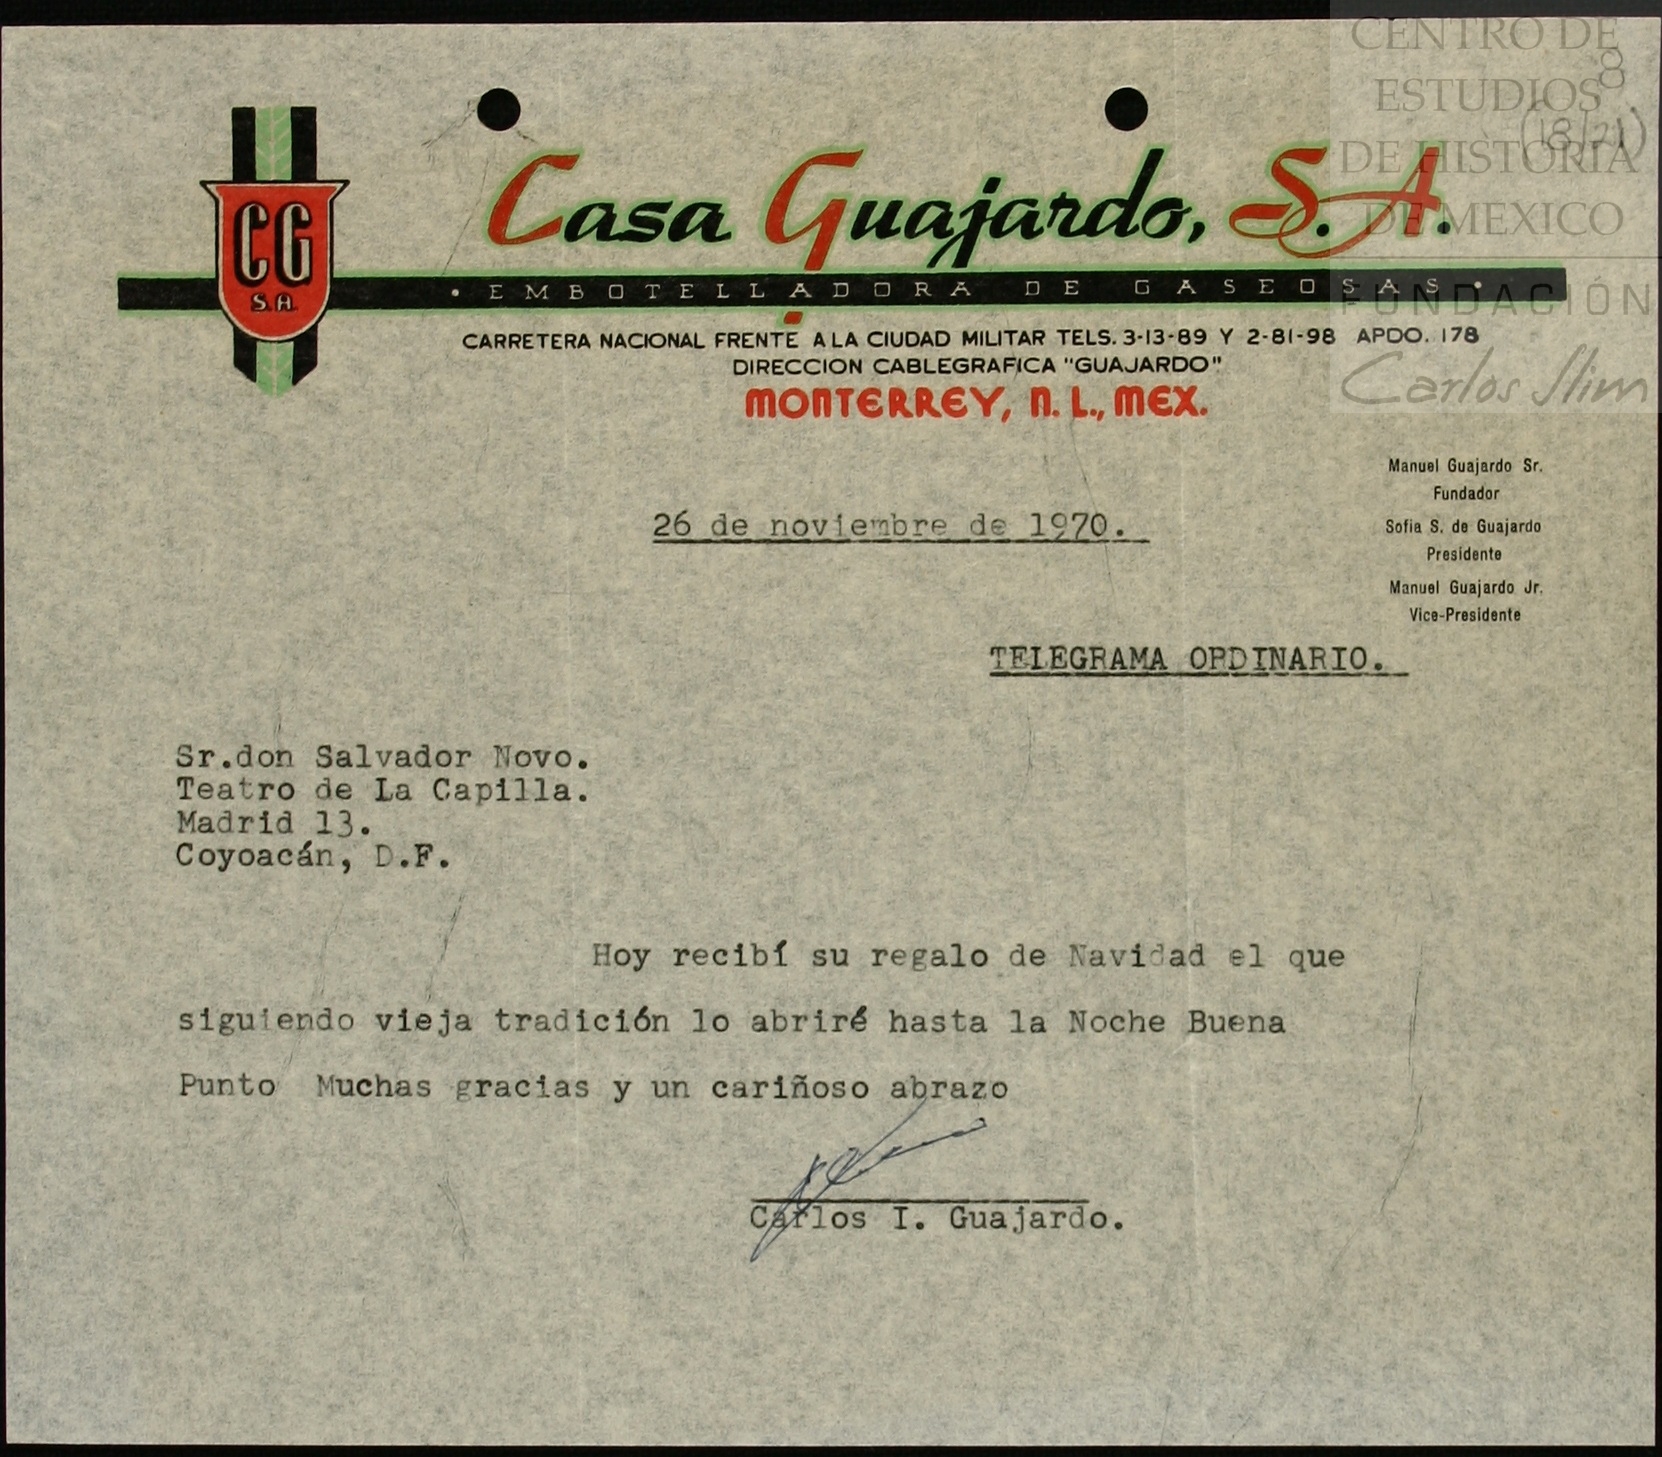 CENTRO DE
ESTUDIOS
DE HISTORIA
DE MEXICO
FUNDACIÓN
Carlos Slim
8
(18/21)
CG
S.A.
Casa Guajardo, S.A.
• EMBOTELLADORA DE GASEOSAS •
CARRETERA NACIONAL FRENTE A LA CIUDAD MILITAR TELS. 3-13-89 Y 2-81-98 APDO. 178
DIRECCION CABLEGRAFICA "GUAJARDO"
MONTERREY, N. L., MEX.
Manuel Guajardo Sr.
Fundador
Sofia S. de Guajardo
Presidente
Manuel Guajardo Jr.
Vice-Presidente
26 de noviembre de 1970.
TELEGRAMA ORDINARIO.
Sr.don Salvador Novo.
Teatro de La Capilla.
Madrid 13.
Coyoacán, D.F.
Hoy recibí su regalo de Navidad el que
siguiendo vieja tradición lo abriré hasta la Noche Buena
Punto Muchas gracias y un cariñoso abrazo
Carlos I. Guajardo.